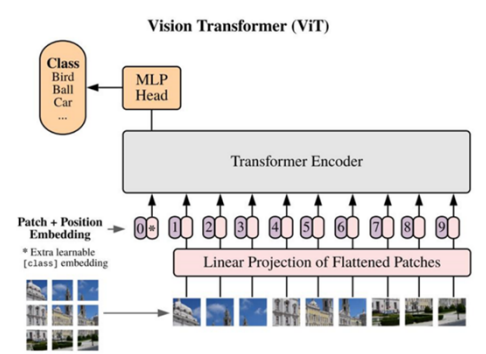 Vision Transformer (ViT)
Class
Bird
Ball
Car
...
MLP
Head
Transformer Encoder
Patch + Position
Embedding
0 * 1 2 3 4 5 6 7 8 9
* Extra learnable
[class] embedding
Linear Projection of Flattened Patches